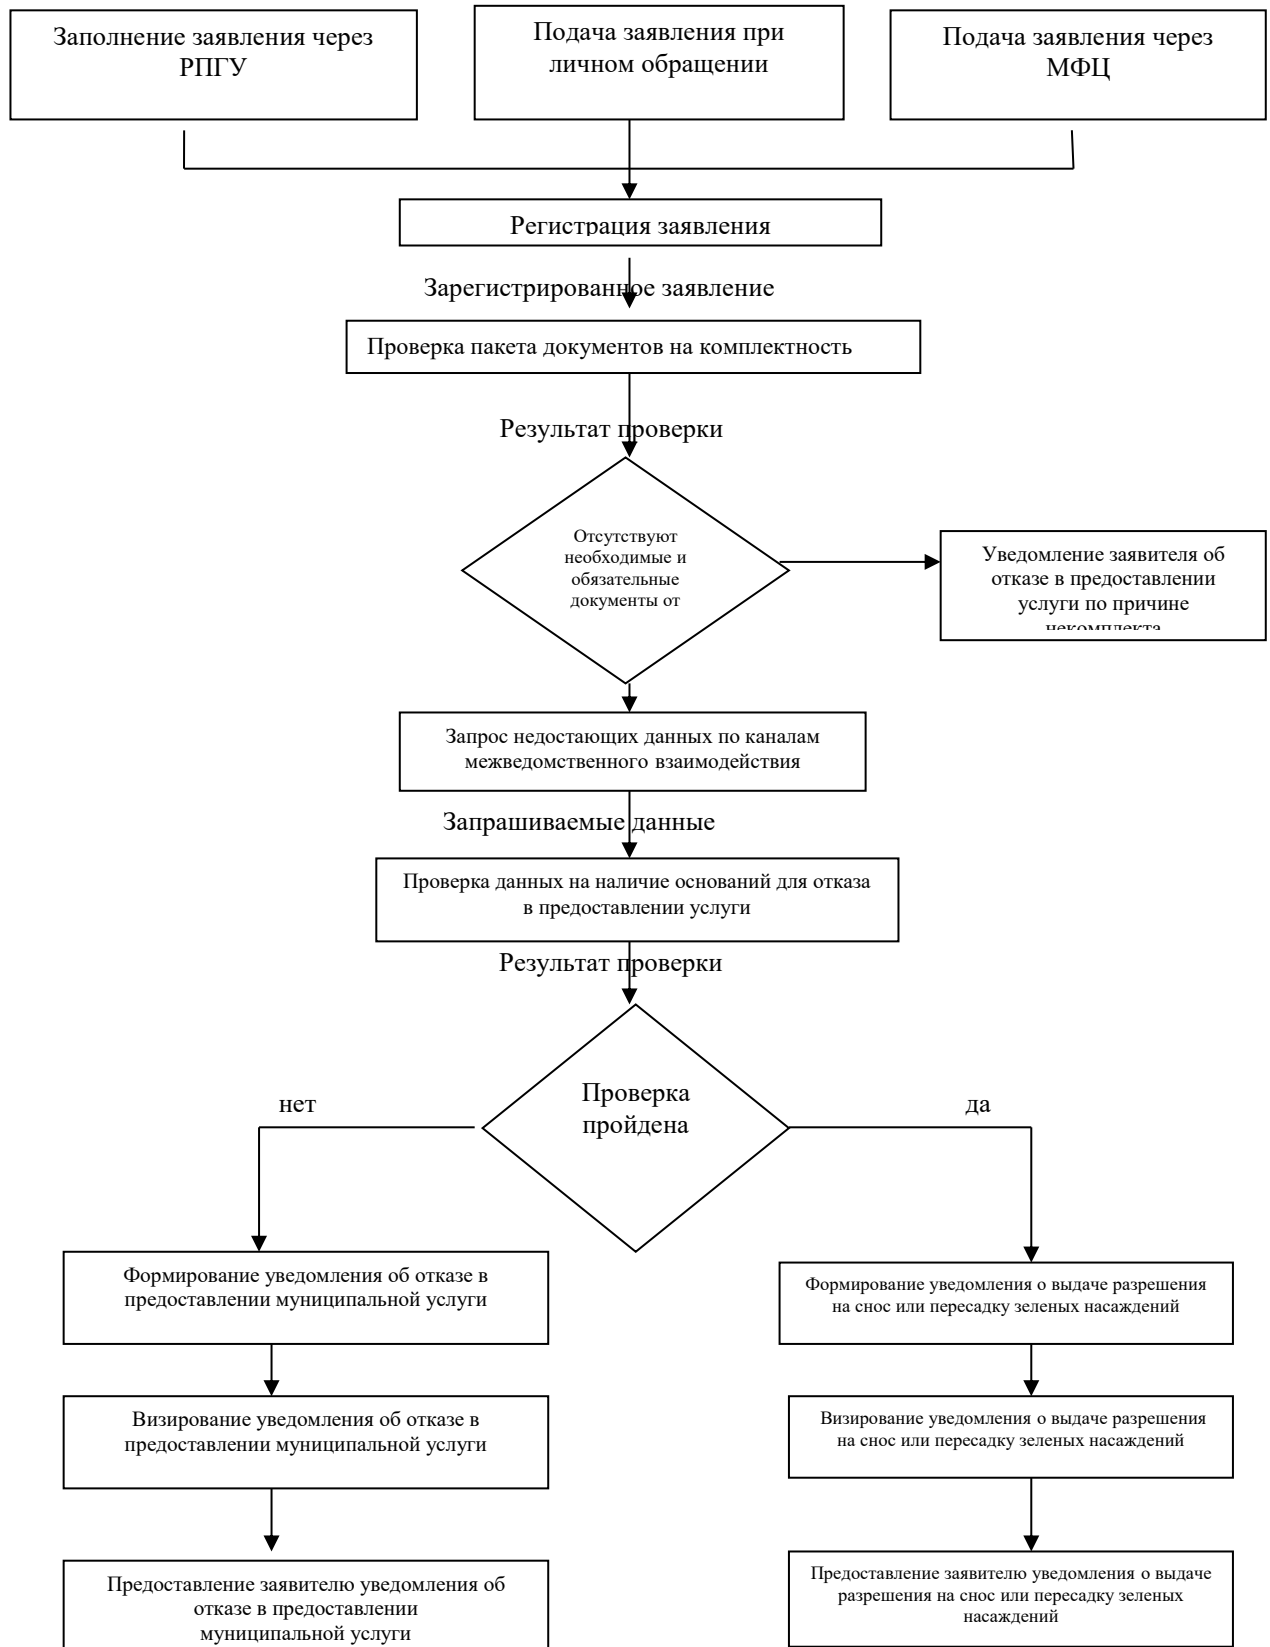 Заполнение заявления через
РПГУ
Подача заявления при
личном обращении
Подача заявления через
МФЦ
Регистрация заявления
Зарегистрированное заявление
Проверка пакета документов на комплектность
Результат проверки
Отсутствуют
необходимые и
обязательные
документы от
Уведомление заявителя об
отказе в предоставлении
услуги по причине
некомплекта
Запрос недостающих данных по каналам
межведомственного взаимодействия
Запрашиваемые данные
Проверка данных на наличие оснований для отказа
в предоставлении услуги
Результат проверки
Проверка
пройдена
нет
да
Формирование уведомления об отказе в
предоставлении муниципальной услуги
Формирование уведомления о выдаче разрешения
на снос или пересадку зеленых насаждений
Визирование уведомления об отказе в
предоставлении муниципальной услуги
Визирование уведомления о выдаче разрешения
на снос или пересадку зеленых насаждений
Предоставление заявителю уведомления об
отказе в предоставлении
муниципальной услуги
Предоставление заявителю уведомления о выдаче
разрешения на снос или пересадку зеленых
насаждений